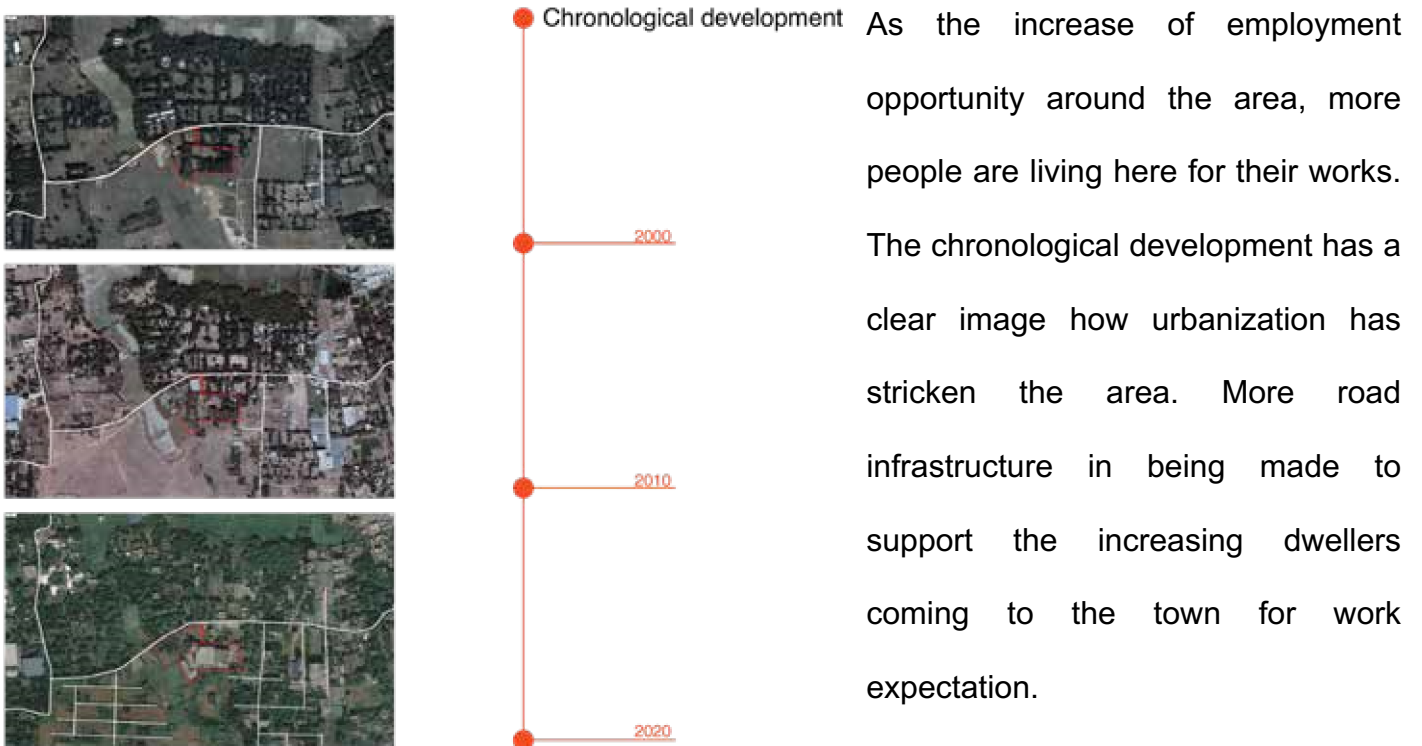 Chronological development
2000
2010
2020
As the increase of employment
opportunity around the area, more
people are living here for their works.
The chronological development has a
clear image how urbanization has
stricken the area. More road
infrastructure in being made to
support the increasing dwellers
coming to the town for work
expectation.